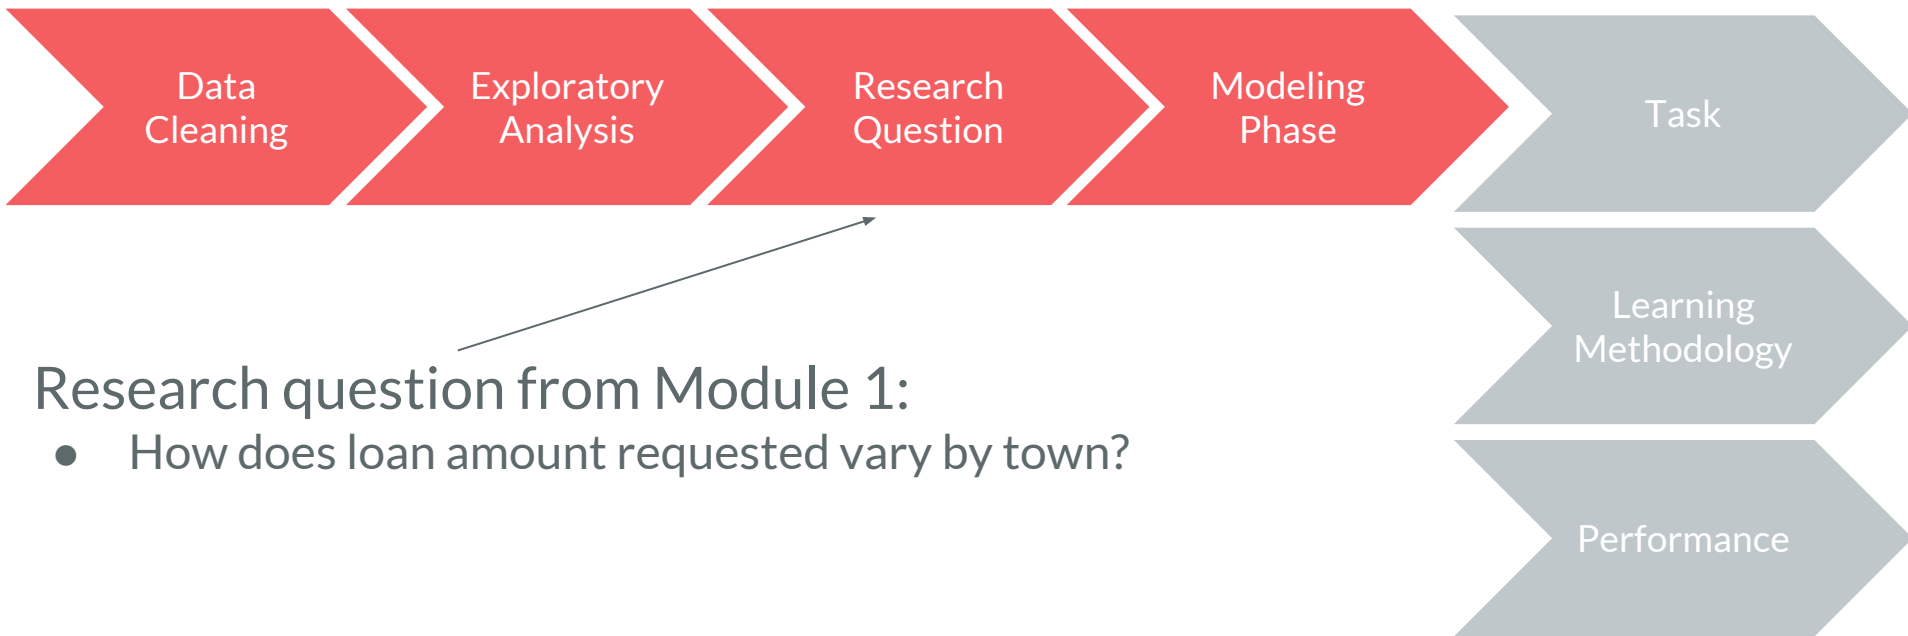 Data
Cleaning
Exploratory
Analysis
Research
Question
Modeling
Phase
Task
Learning
Methodology
Performance
Research question from Module 1:
● How does loan amount requested vary by town?